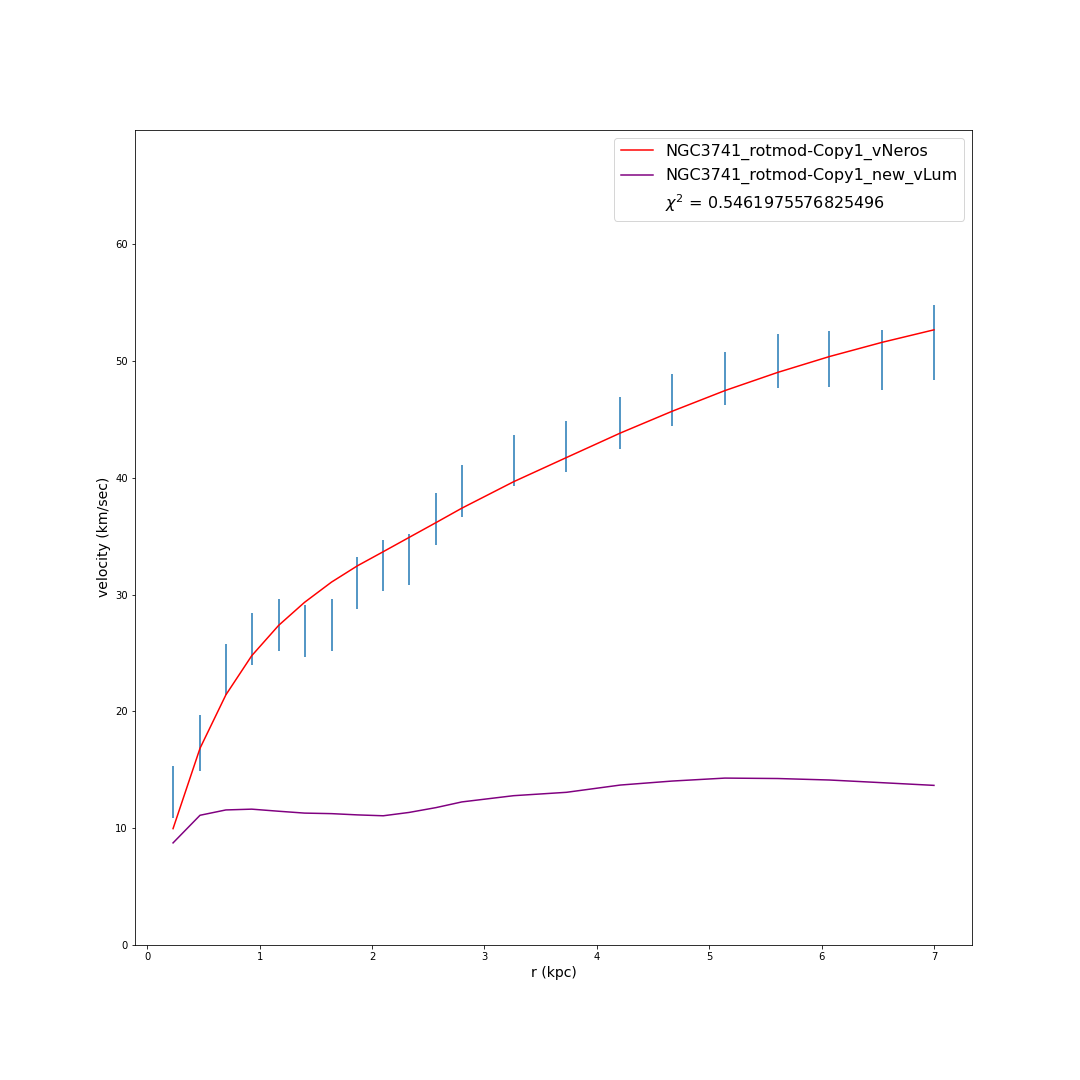 NGC3741_rotmod-Copy1_vNeros
NGC3741_rotmod-Copy1_new_vLum
χ² = 0.5461975576825496
60
50
40
30
20
10
0
velocity (km/sec)
0 1 2 3 4 5 6 7
r (kpc)